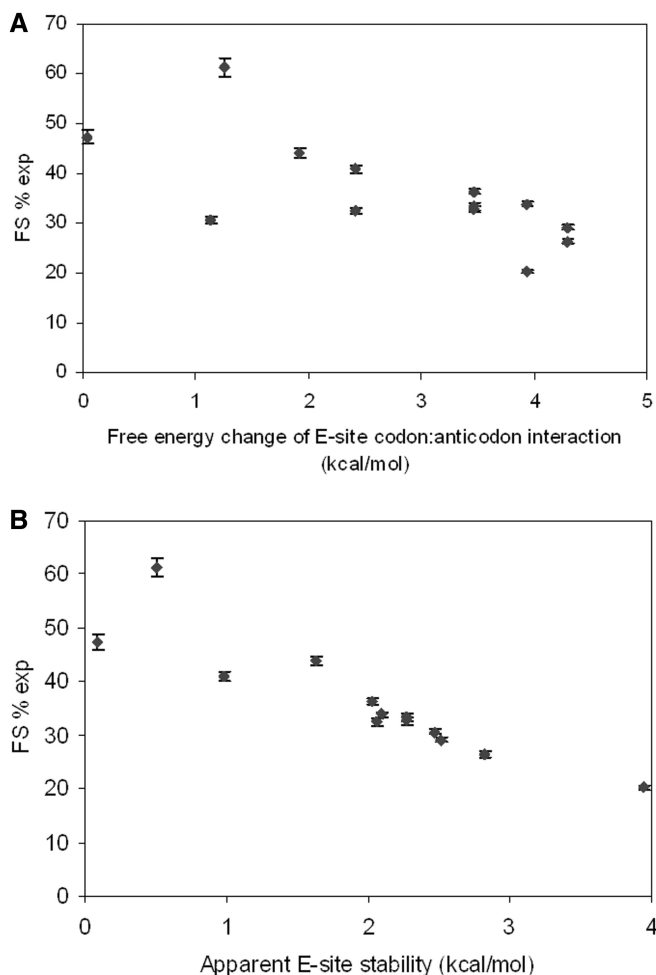 A
70
60
50
40
30
20
10
0
FS % exp
0 1 2 3 4 5
Free energy change of E-site codon:anticodon interaction
(kcal/mol)
B
70
60
50
40
30
20
10
0
FS % exp
0 1 2 3 4
Apparent E-site stability (kcal/mol)